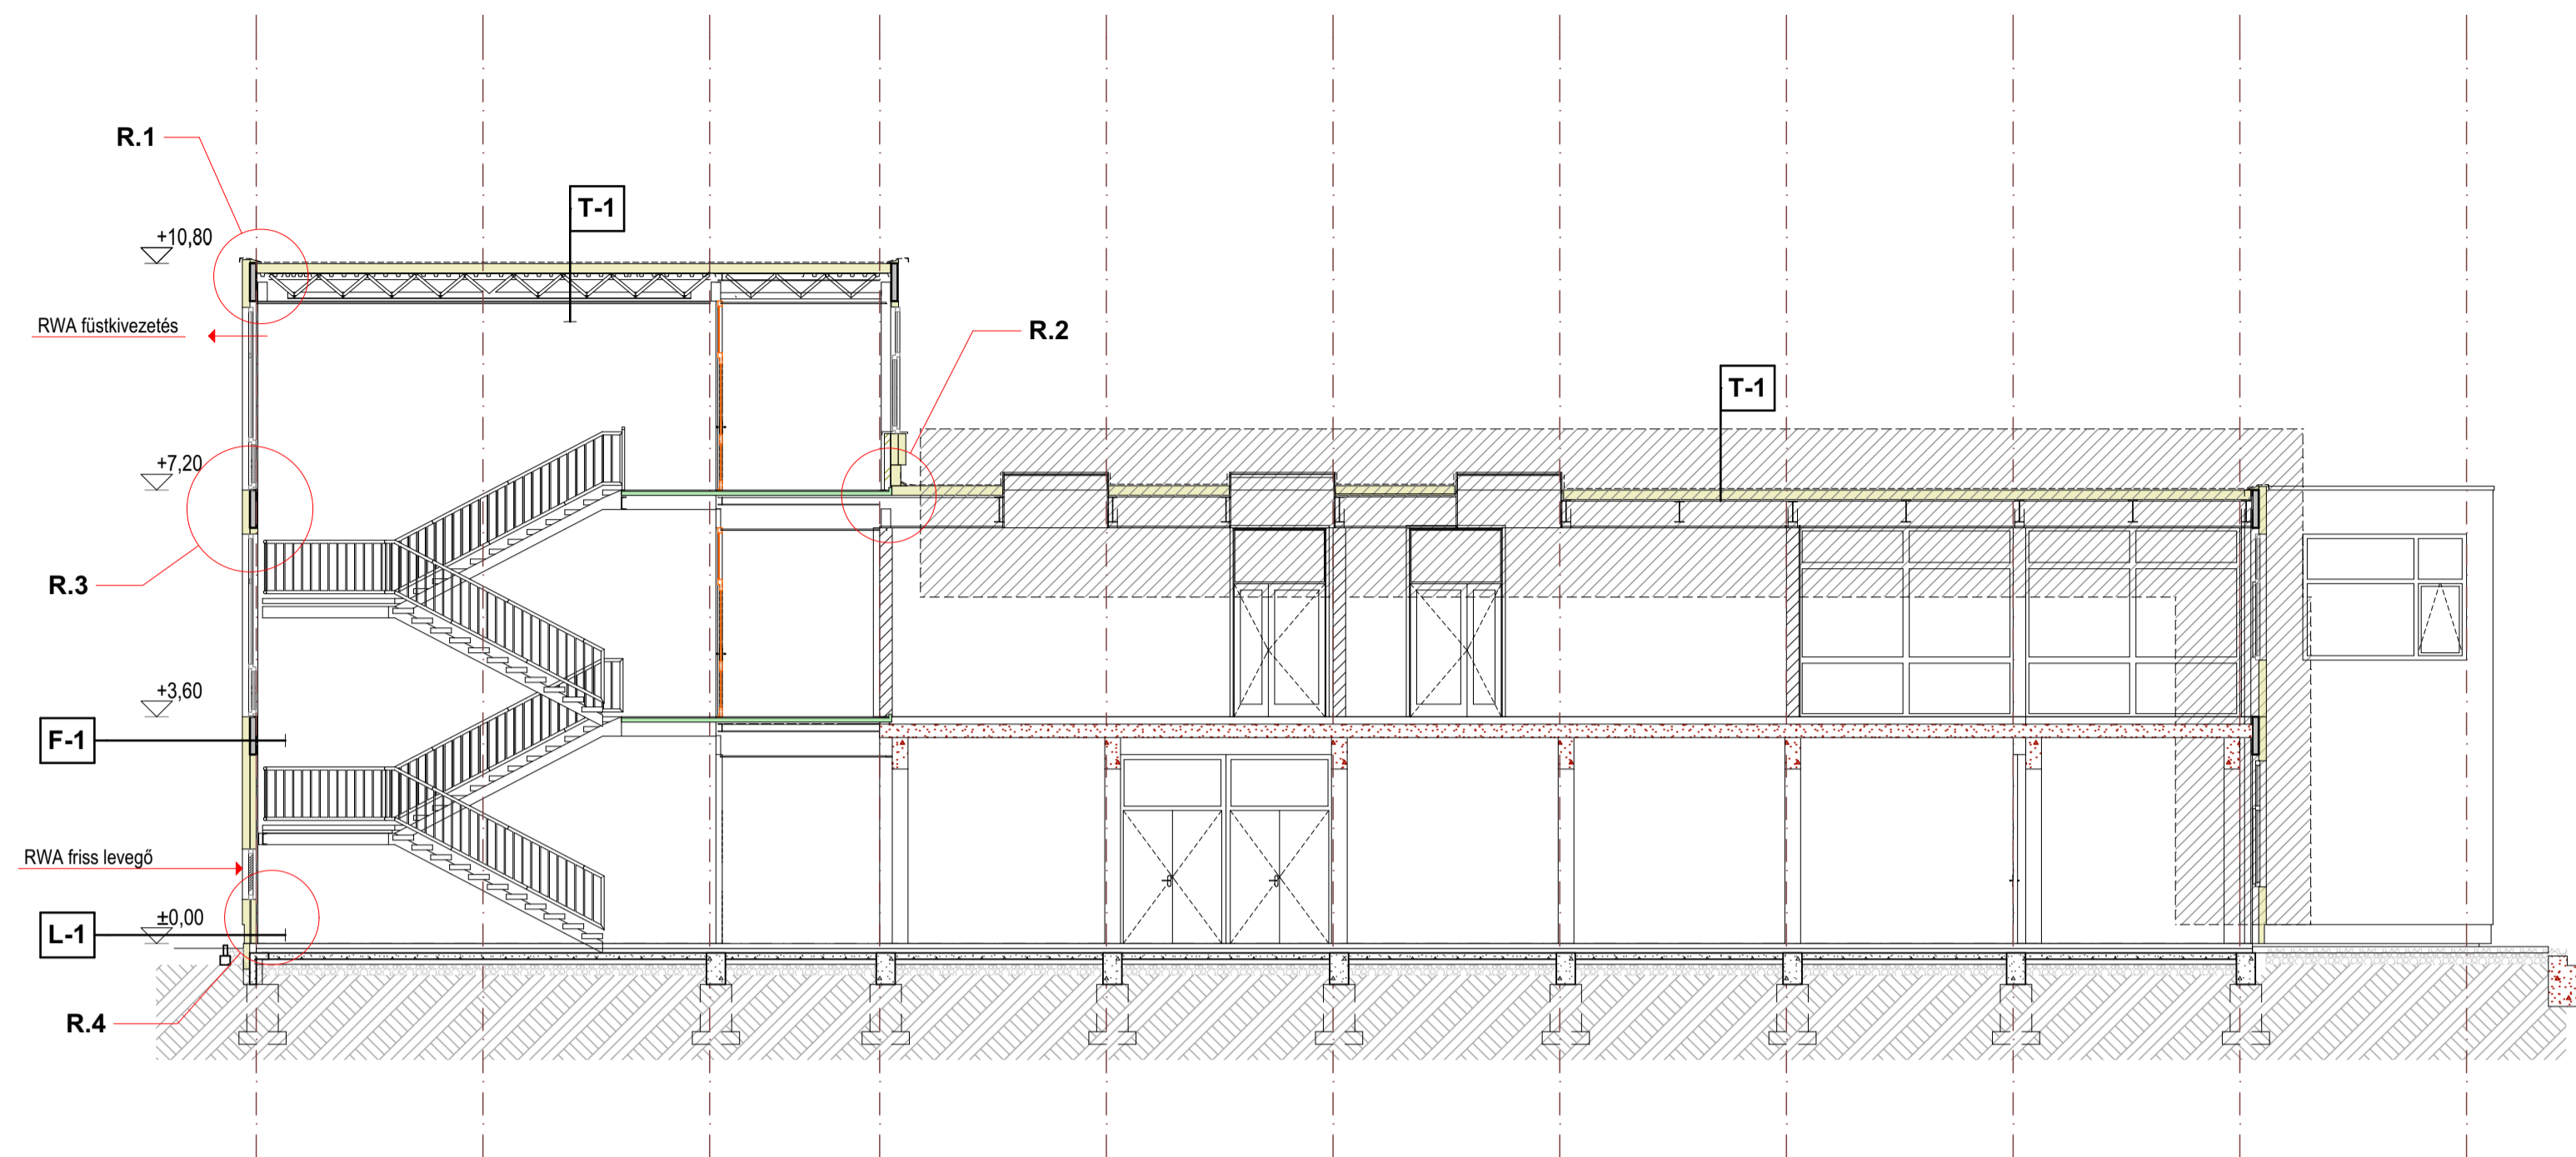 R.1
T-1
+10,80
RWA füstkivezetés
R.2
T-1
+7,20
R.3
+3,60
F-1
RWA friss levegő
±0,00
L-1
R.4